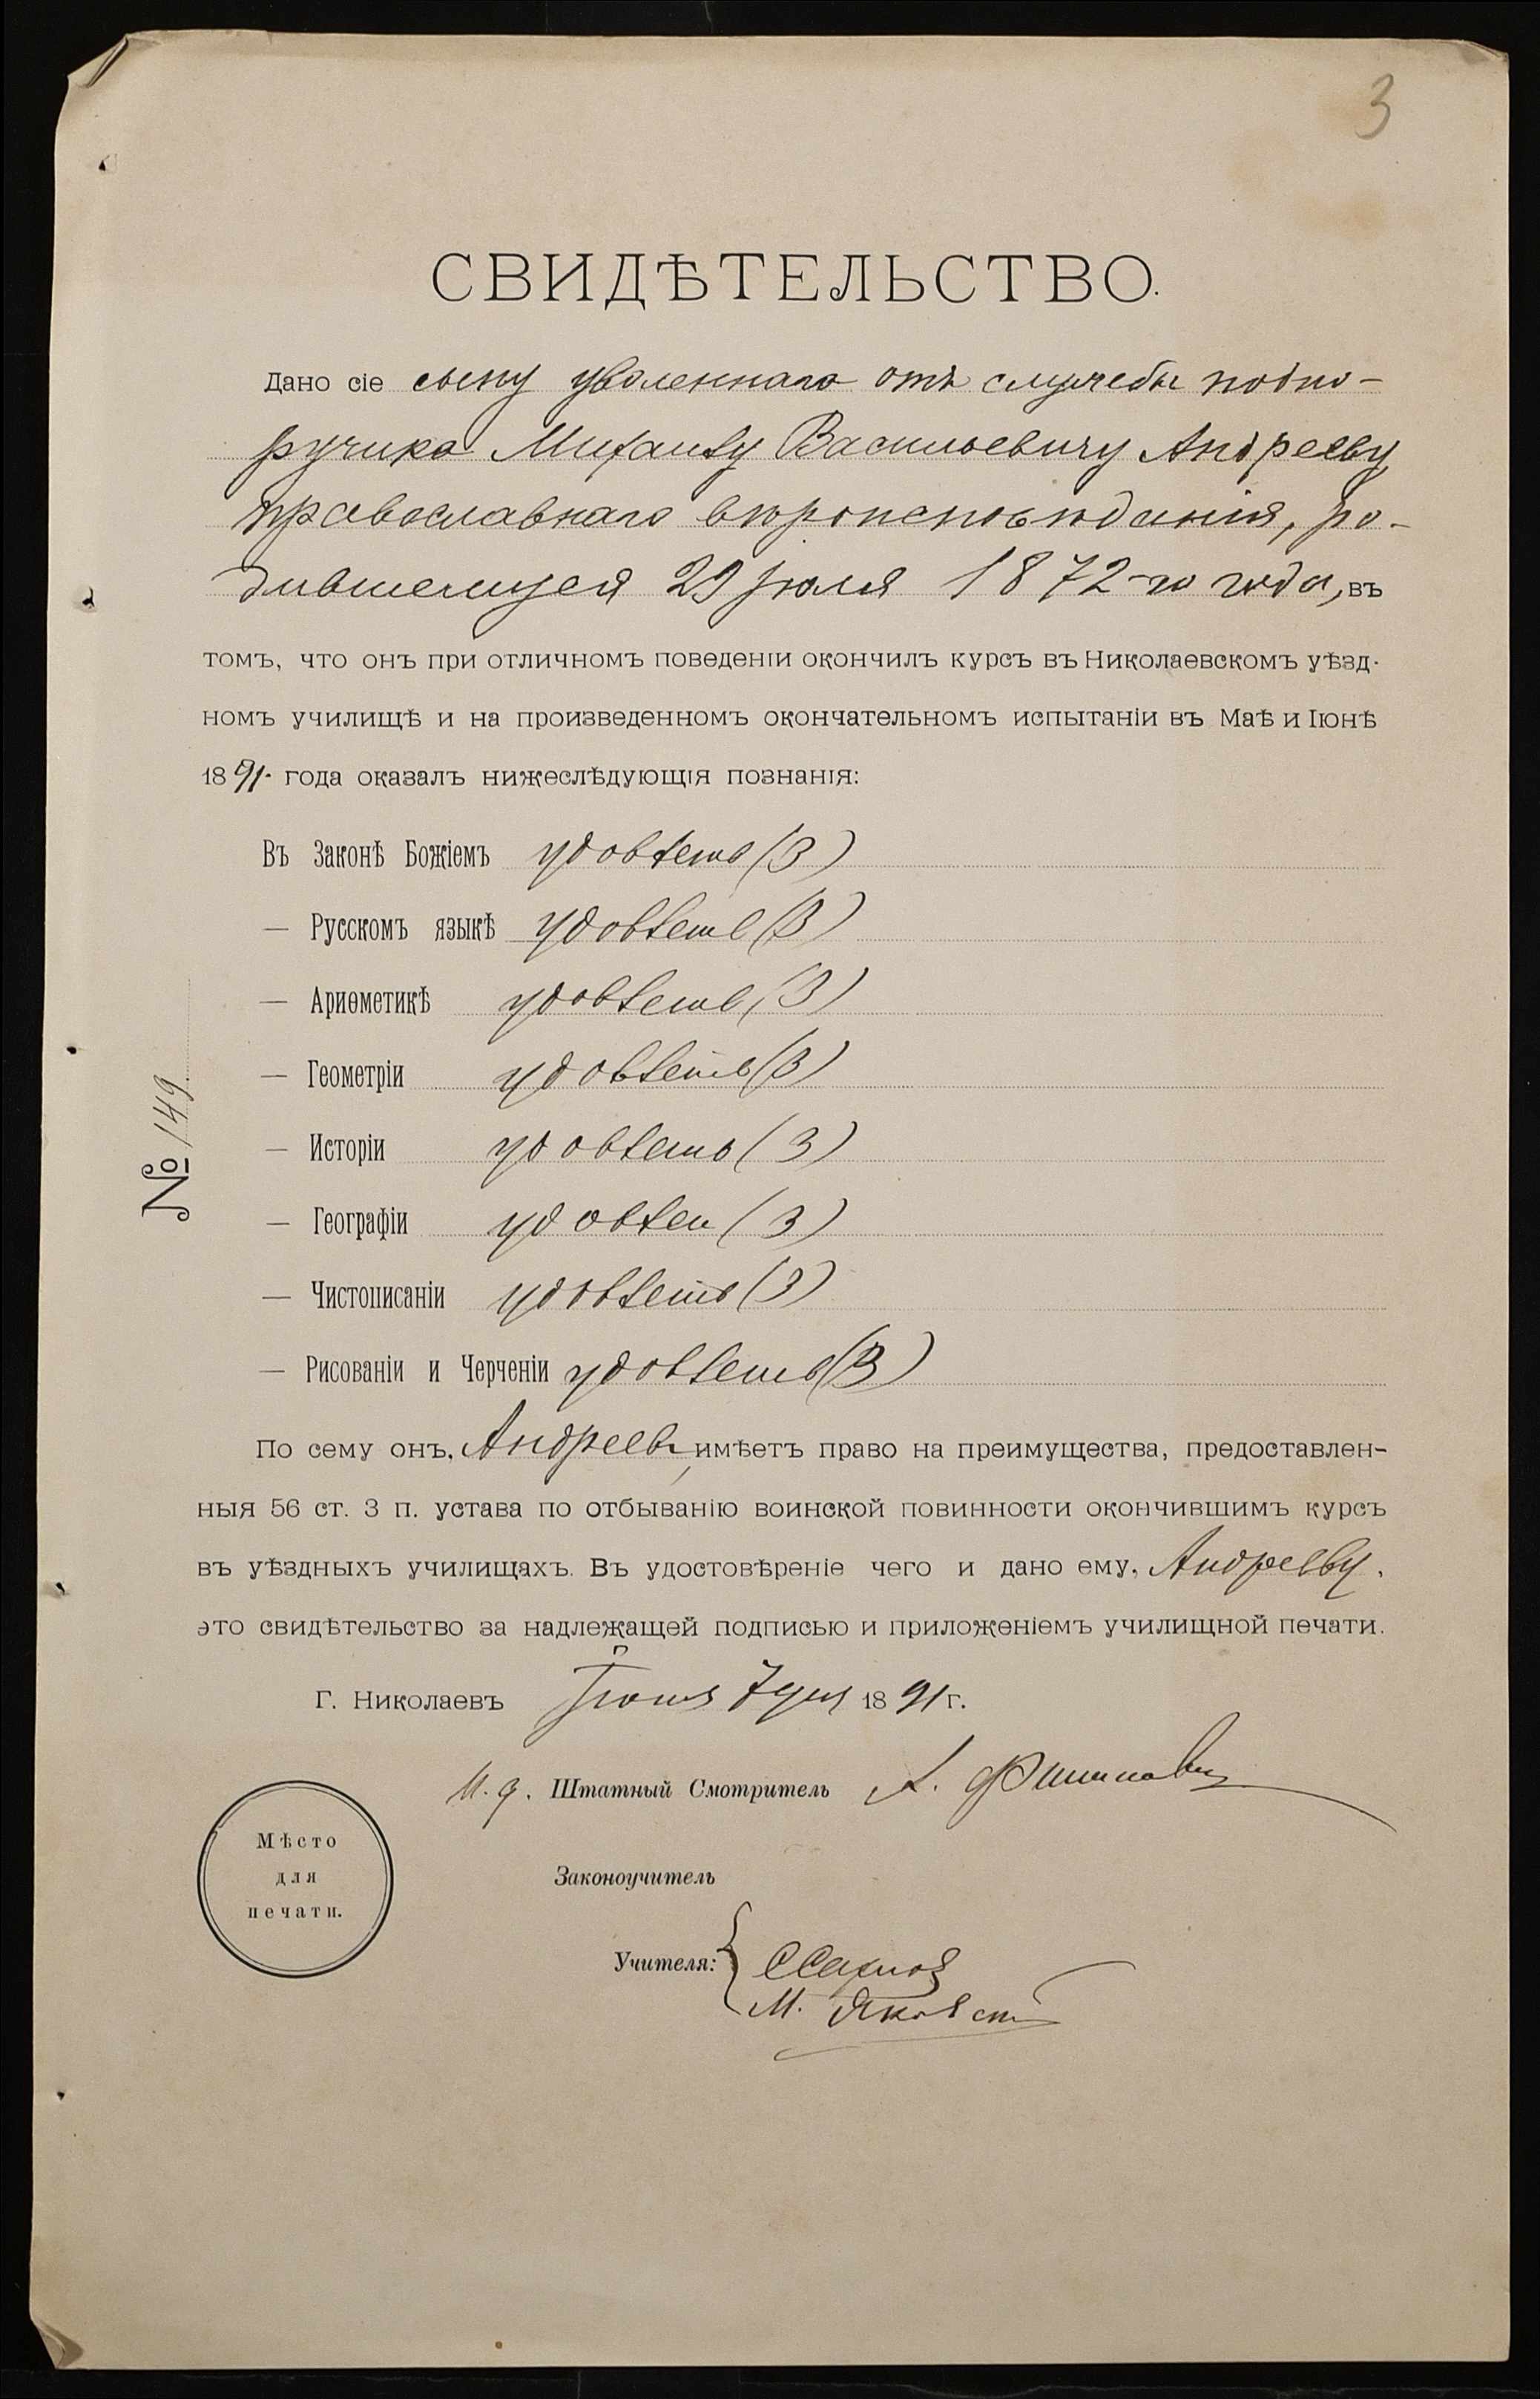 3
СВИДѢТЕЛЬСТВО.
Дано сіе сыну уволеннаго отъ службы подпо-
ручика Михаилу Васильевичу Андрееву,
православнаго вѣроисповѣданія, ро-
дившемуся 29 Іюля 1872-го года, въ
томъ, что онъ при отличномъ поведеніи окончилъ курсъ въ Николаевскомъ уѣзд-
номъ училищѣ и на произведенномъ окончательномъ испытаніи въ Маѣ и Іюнѣ
1891. года оказалъ нижеслѣдующія познанія:
Въ Законѣ Божіемъ удовлетв (3)
— Русскомъ языкѣ удовлетв (3)
— Ариѳметикѣ удовлетв (3)
— Геометріи удовлетв (3)
— Исторіи удовлетв (3)
— Географіи удовлет (3)
— Чистописаніи удовлетв (3)
— Рисованіи и Черченіи удовлетв (3)
№ 149.
По сему онъ, Андреевъ, имѣетъ право на преимущества, предоставлен-
ныя 56 ст. 3 п. устава по отбыванію воинской повинности окончившимъ курсъ
въ уѣздныхъ училищахъ. Въ удостовѣреніе чего и дано ему, Андрееву,
это свидѣтельство за надлежащей подписью и приложеніемъ училищной печати.
Г. Николаевъ Іюня 7 дня 1891 г.
И. д. Штатный Смотритель А.
Мѣсто
для
печати.
Законоучитель
Учителя:
М.